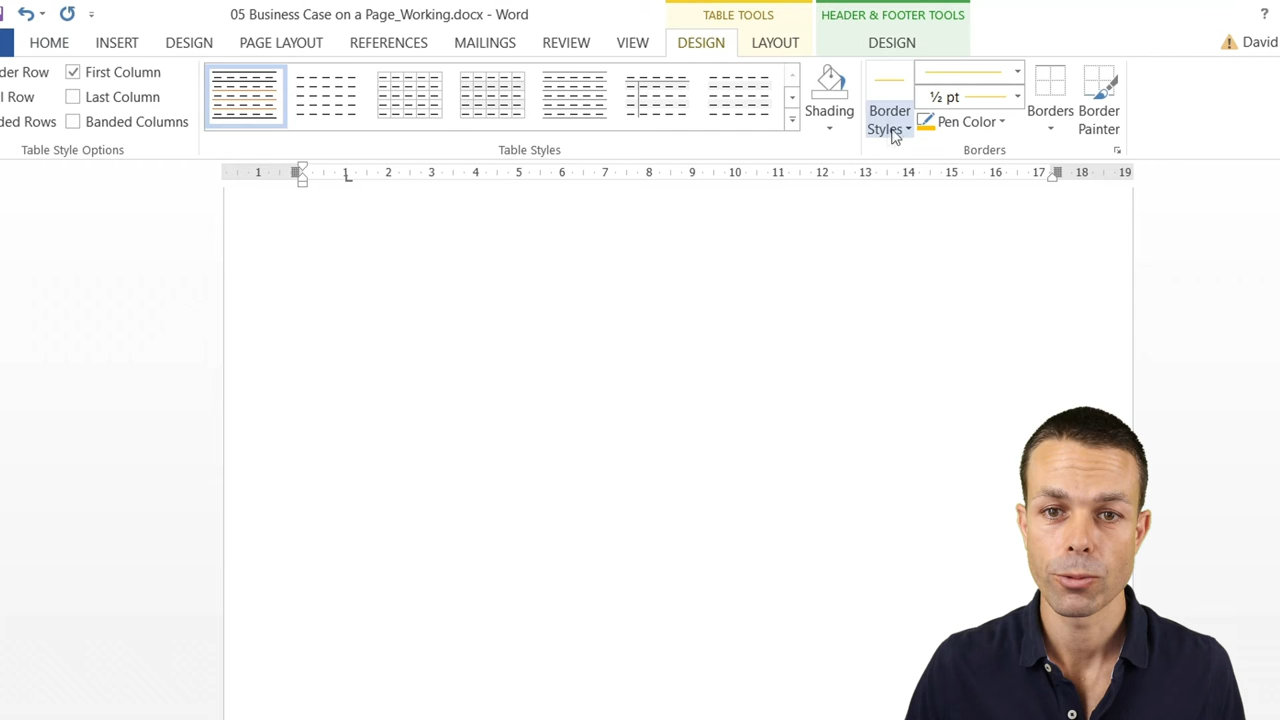 05 Business Case on a Page_Working.docx - Word
TABLE TOOLS
HEADER & FOOTER TOOLS
?
HOME
INSERT
DESIGN
PAGE LAYOUT
REFERENCES
MAILINGS
REVIEW
VIEW
DESIGN
LAYOUT
DESIGN
David
der Row
First Column
l Row
Last Column
ded Rows
Banded Columns
Table Style Options
Table Styles
Shading
Border
Styles
½ pt
Pen Color
Borders
Border
Painter
Borders
1 1 2 3 4 5 6 7 8 9 10 11 12 13 14 15 16 17 18 19